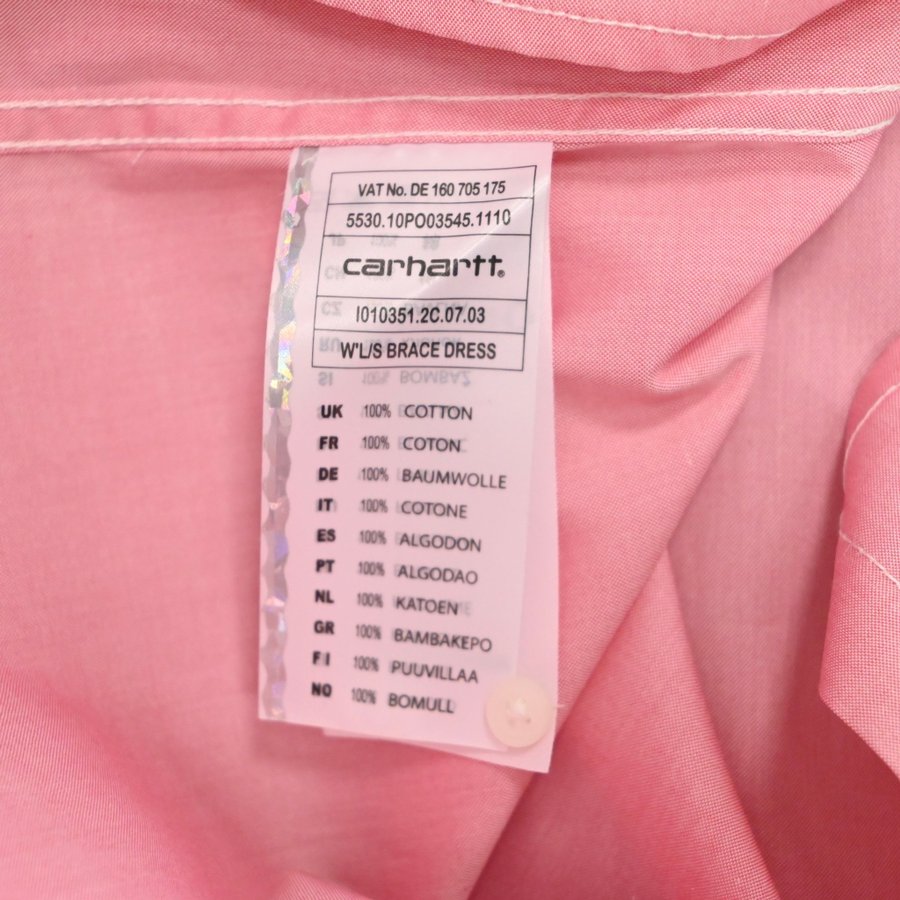 VAT No. DE 160 705 175
5530.10PO03545.1110
carhartt®
I010351.2C.07.03
W'L/S BRACE DRESS
UK 100% COTTON
FR 100% COTON
DE 100% BAUMWOLLE
IT 100% COTONE
ES 100% ALGODON
PT 100% ALGODAO
NL 100% KATOEN
GR 100% BAMBAKEPO
FI 100% PUUVILLAA
NO 100% BOMULL